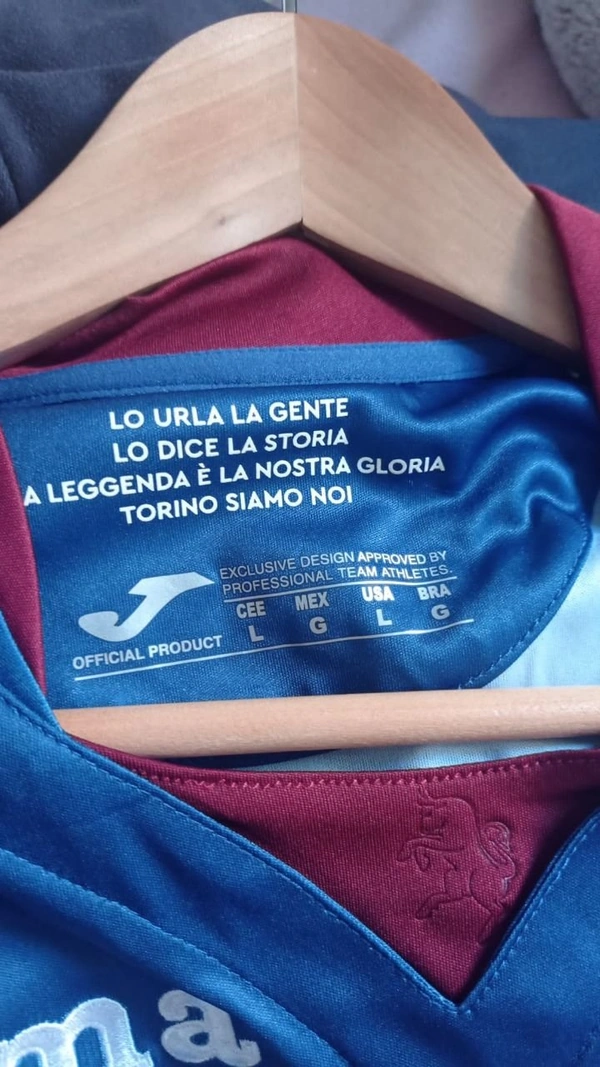 LO URLA LA GENTE
LO DICE LA STORIA
A LEGGENDA È LA NOSTRA GLORIA
TORINO SIAMO NOI
EXCLUSIVE DESIGN APPROVED BY
PROFESSIONAL TEAM ATHLETES.
CEE MEX USA BRA
L G L G
OFFICIAL PRODUCT
ma